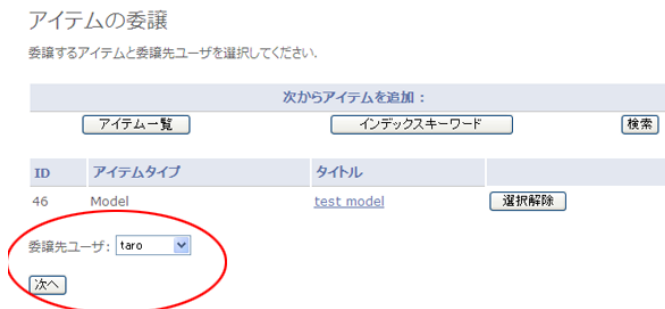 アイテムの委譲
委譲するアイテムと委譲先ユーザを選択してください.
次からアイテムを追加：
アイテム一覧 インデックスキーワード 検索
ID アイテムタイプ タイトル
46 Model test model 選択解除
委譲先ユーザ: taro
次へ